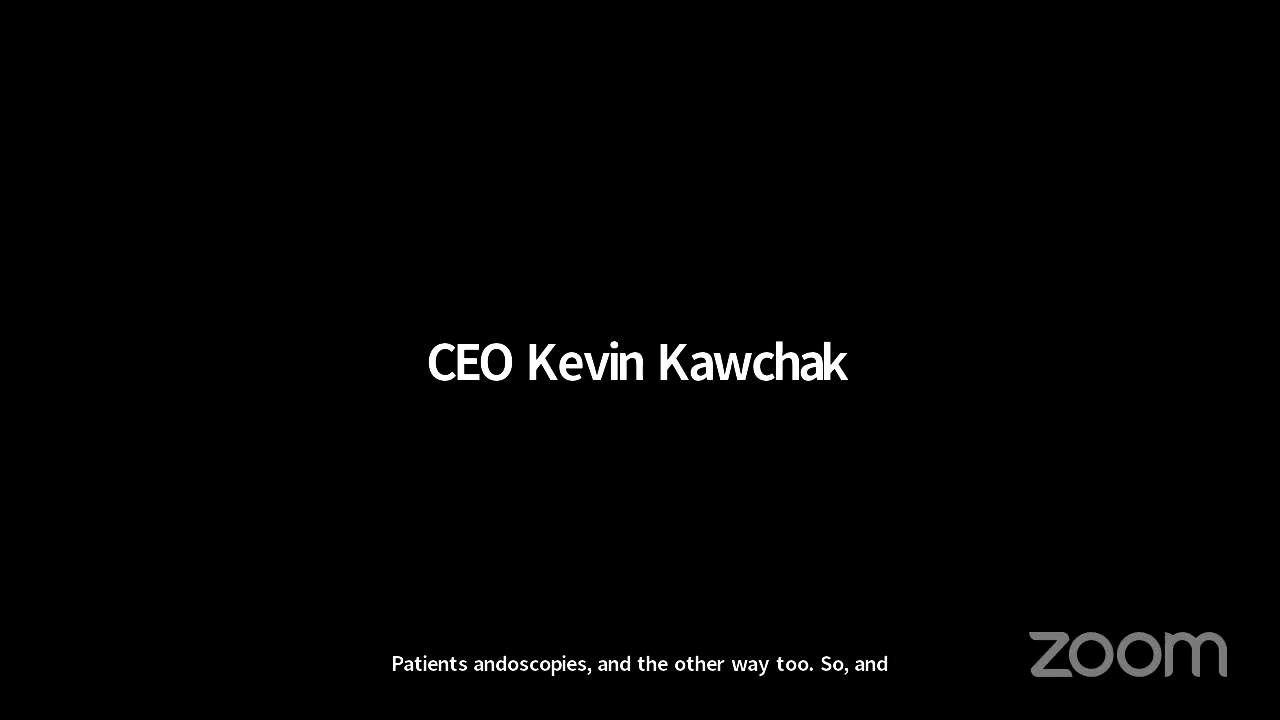 CEO Kevin Kawchak
Patients andoscopies, and the other way too. So, and
zoom